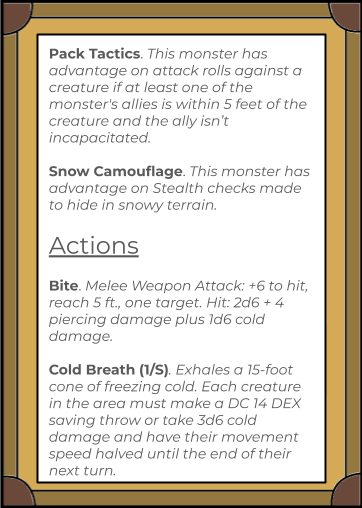 Pack Tactics. This monster has
advantage on attack rolls against a
creature if at least one of the
monster's allies is within 5 feet of the
creature and the ally isn't
incapacitated.
Snow Camouflage. This monster has
advantage on Stealth checks made
to hide in snowy terrain.
Actions
Bite. Melee Weapon Attack: +6 to hit,
reach 5 ft., one target. Hit: 2d6 + 4
piercing damage plus 1d6 cold
damage.
Cold Breath (1/S). Exhales a 15-foot
cone of freezing cold. Each creature
in the area must make a DC 14 DEX
saving throw or take 3d6 cold
damage and have their movement
speed halved until the end of their
next turn.